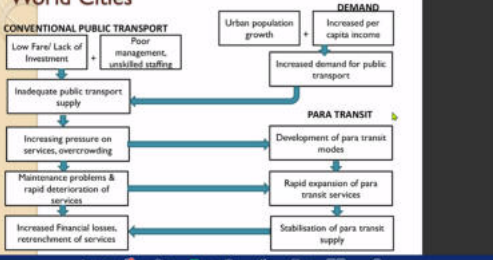 World Cities
DEMAND
CONVENTIONAL PUBLIC TRANSPORT
Low Fare/ Lack of
Investment
+
Poor
management,
unskilled staffing
Urban population
growth
+
Increased per
capita income
Increased demand for public
transport
Inadequate public transport
supply
PARA TRANSIT
Increasing pressure on
services, overcrowding
Development of para transit
modes
Maintenance problems &
rapid deterioration of
services
Rapid expansion of para
transit services
Increased Financial losses,
retrenchment of services
Stabilisation of para transit
supply